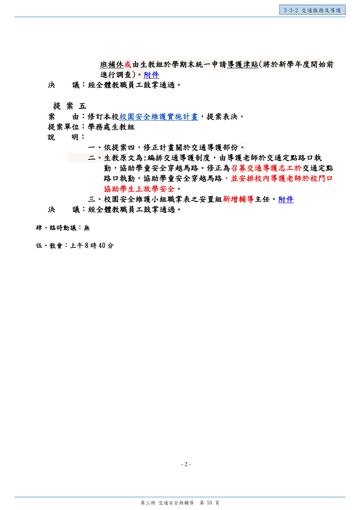 3-3-2 交通服務及導護
班補休或由生教組於學期末統一申請導護津貼(將於新學年度開始前
進行調查)。附件
決　　議：經全體教職員工鼓掌通過。
提 案 五
案　　由：修訂本校校園安全維護實施計畫，提案表決。
提案單位：學務處生教組
說　　明：
一、依提案四，修正計畫關於交通導護部份。
二、生教原文為:編排交通導護制度，由導護老師於交通定點路口執
勤，協助學童安全穿越馬路。修正為召募交通導護志工於交通定點
路口執勤，協助學童安全穿越馬路，並安排校內導護老師於校門口
協助學生上放學安全。
三、校園安全維護小組職掌表之安置組新增輔導主任。附件
決　　議：經全體教職員工鼓掌通過。
肆、臨時動議：無
伍、散會：上午 8 時 40 分
- 2 -
第三冊 交通安全與輔導 第 59 頁